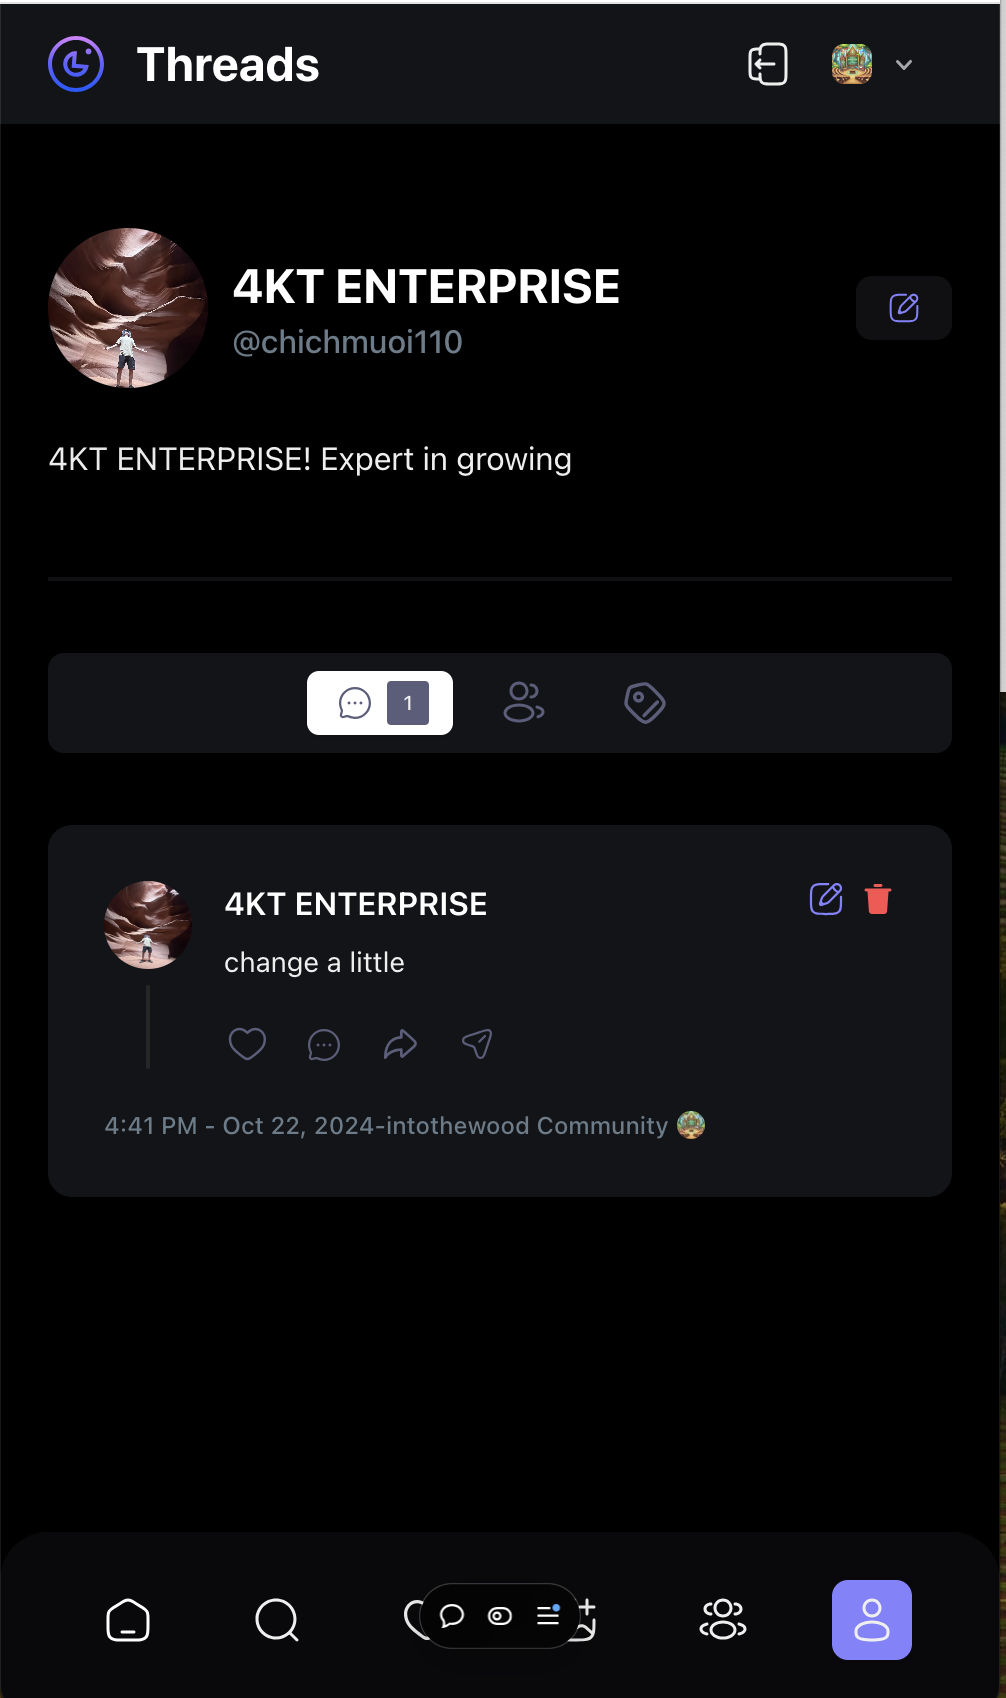 Threads
4KT ENTERPRISE
@chichmuoi110
4KT ENTERPRISE! Expert in growing
1
4KT ENTERPRISE
change a little
4:41 PM - Oct 22, 2024-intothewood Community